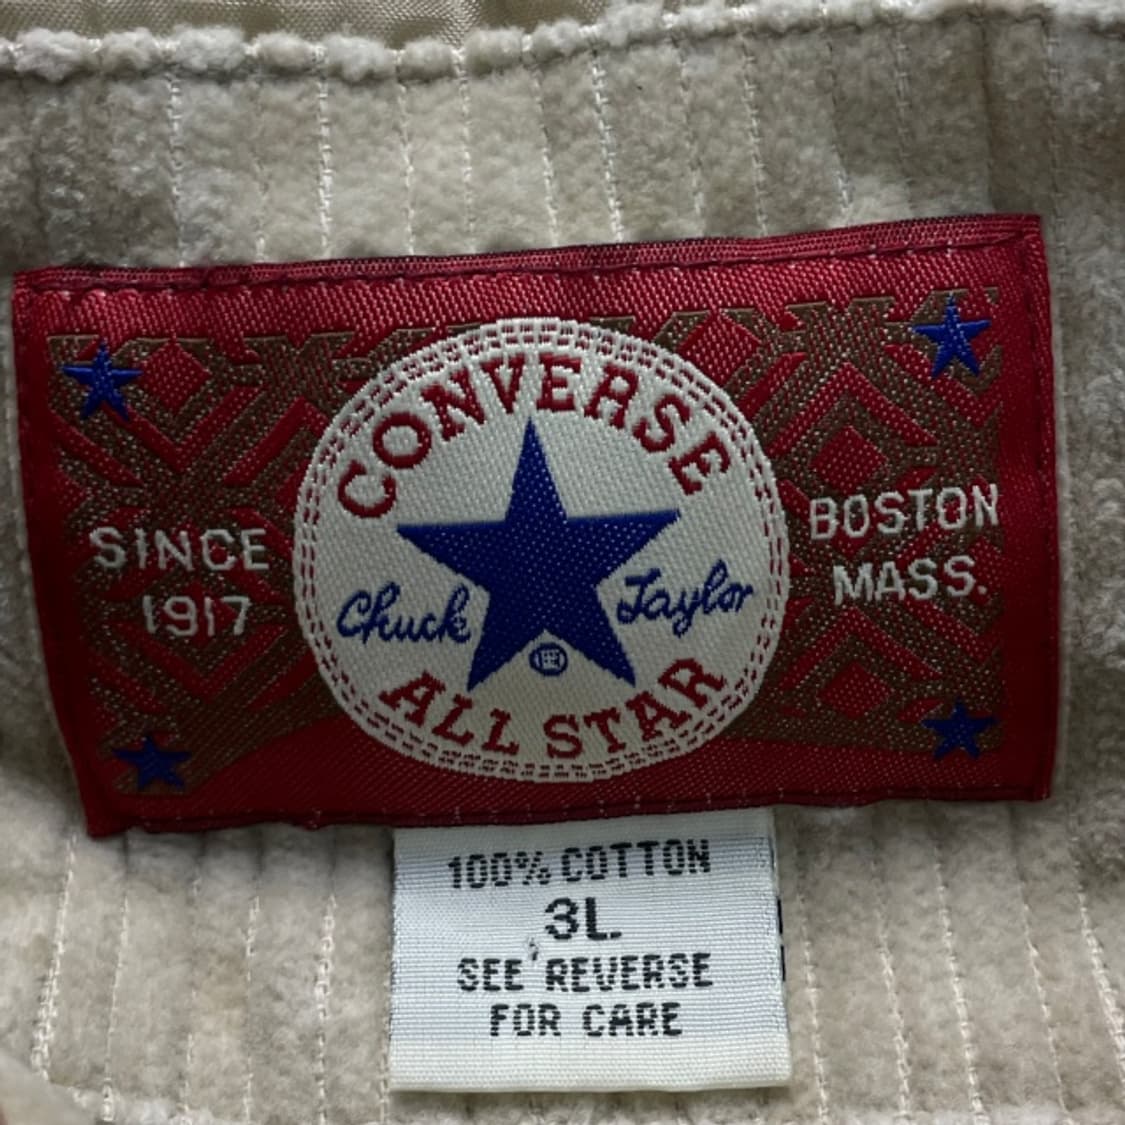 CONVERSE
Chuck Taylor
ALL STAR
SINCE
1917
BOSTON
MASS.
100% COTTON
3L
SEE REVERSE
FOR CARE